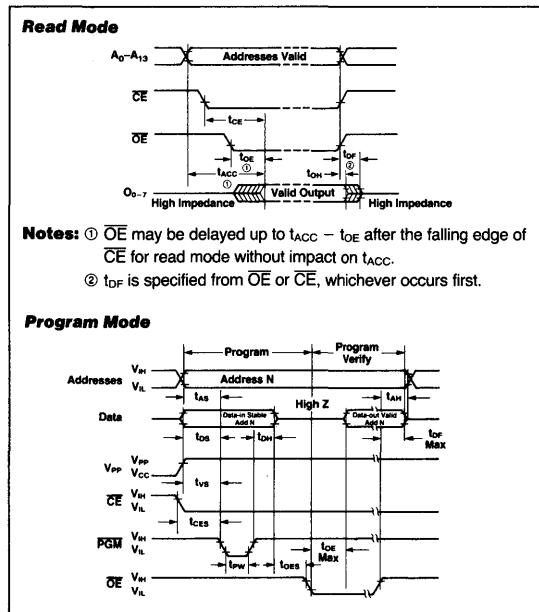 Read Mode
A0–A13
Addresses Valid
CE
tCE
OE
tOE
①
tDF
②
tACC
①
tOH
O0–7
Valid Output
High Impedance
High Impedance
Notes: ① OE may be delayed up to tACC – tOE after the falling edge of
CE for read mode without impact on tACC.
② tDF is specified from OE or CE, whichever occurs first.
Program Mode
Program
Program
Verify
Addresses
VIH
VIL
Address N
tAS
High Z
tAH
Data
Data-in Stable
Add N
Data-out Valid
Add N
tDS
tDH
tDF
Max
VPP
VPP
VCC
tVS
CE
VIH
VIL
tCES
PGM
VIH
VIL
tPW
tOES
tOE
Max
OE
VIH
VIL